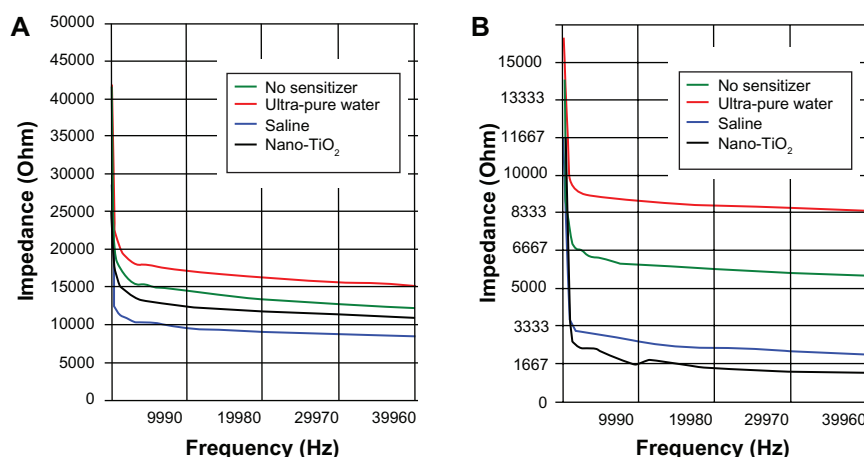 A
Impedance (Ohm)
50000
45000
40000
35000
30000
25000
20000
15000
10000
5000
0
No sensitizer
Ultra-pure water
Saline
Nano-TiO₂
9990 19980 29970 39960
Frequency (Hz)
B
Impedance (Ohm)
15000
13333
11667
10000
8333
6667
5000
3333
1667
0
No sensitizer
Ultra-pure water
Saline
Nano-TiO₂
9990 19980 29970 39960
Frequency (Hz)